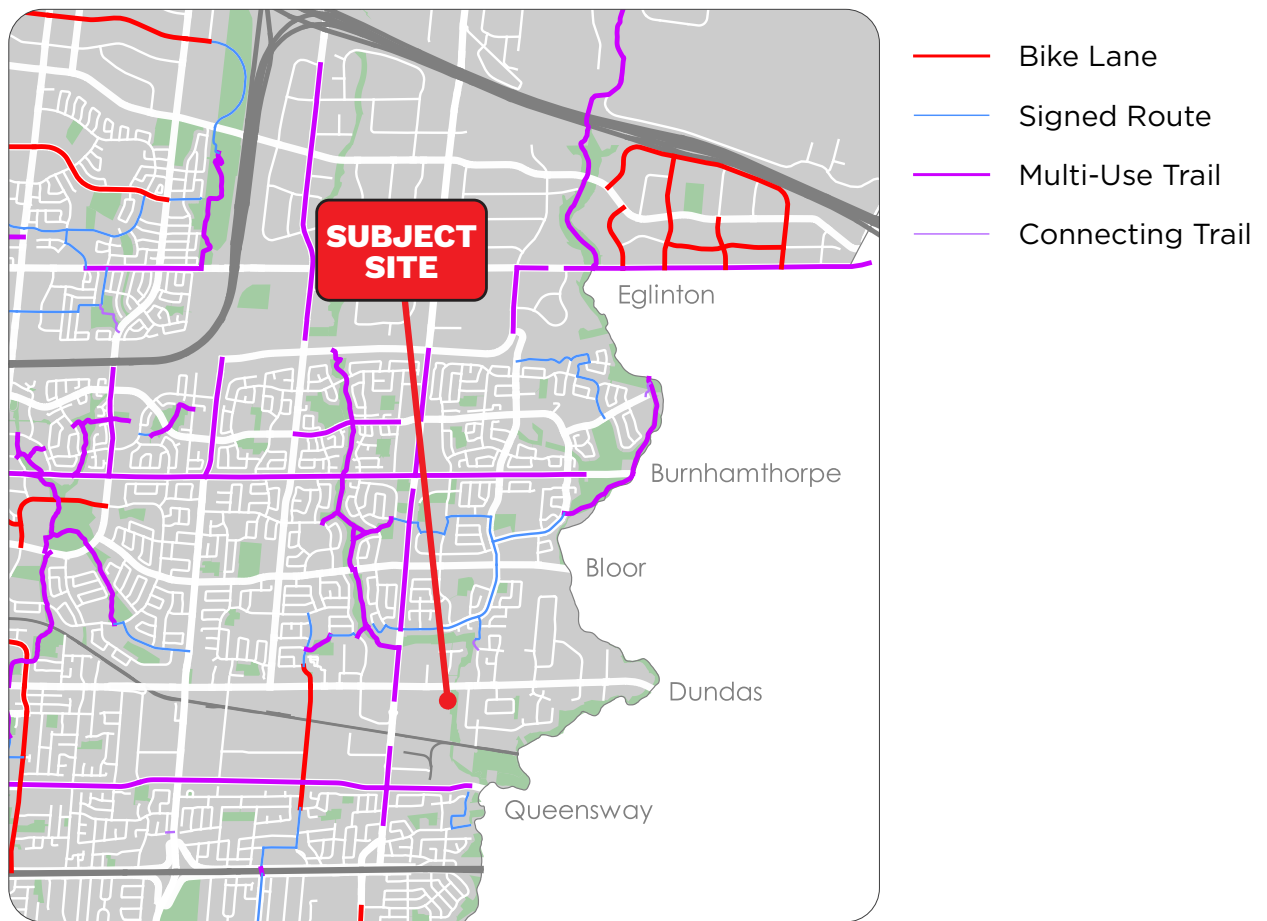 Bike Lane
Signed Route
Multi-Use Trail
Connecting Trail
SUBJECT
SITE
Eglinton
Burnhamthorpe
Bloor
Dundas
Queensway